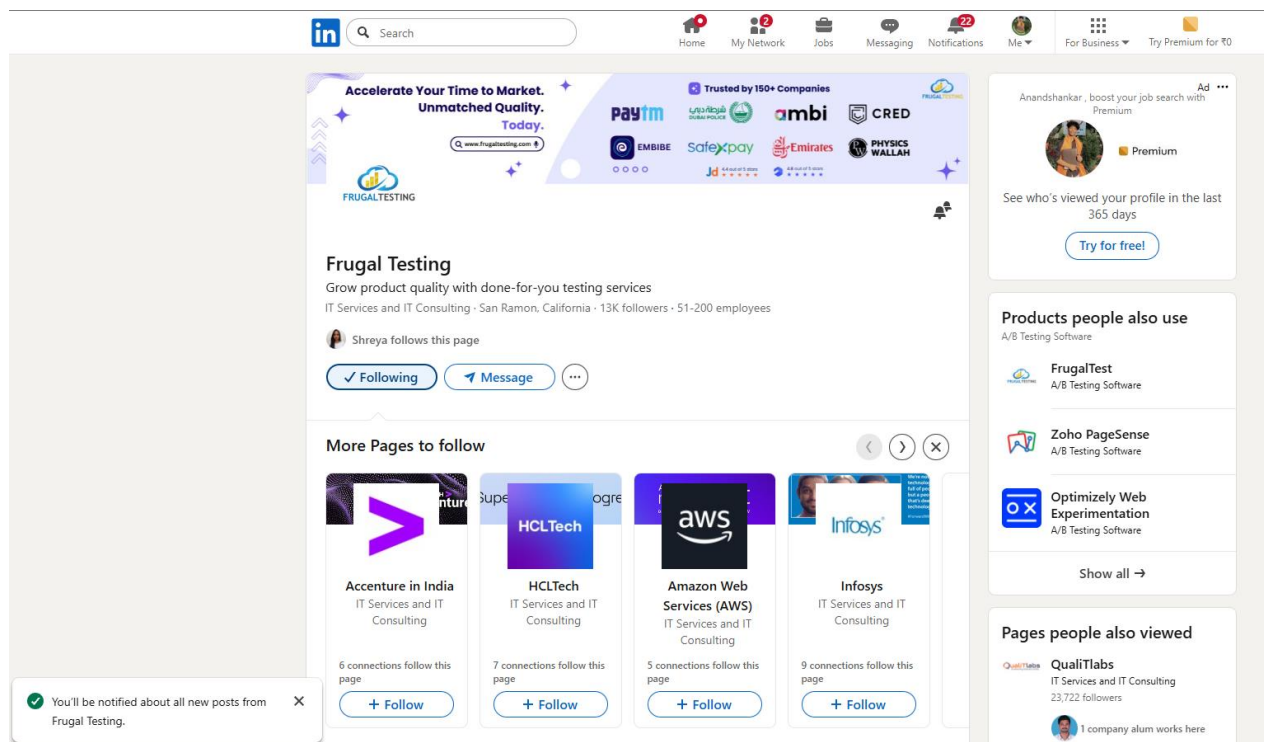 in
Search
2
22
Home
My Network
Jobs
Messaging
Notifications
Me
For Business
Try Premium for ₹0
Accelerate Your Time to Market.
Unmatched Quality.
Today.
www.frugaltesting.com
FRUGALTESTING
Trusted by 150+ Companies
paytm
شرطة دبي
DUBAI POLICE
ambi
CRED
EMBIBE
safexpay
Emirates
PHYSICS
WALLAH
Jd
FRUGAL TESTING
Frugal Testing
Grow product quality with done-for-you testing services
IT Services and IT Consulting · San Ramon, California · 13K followers · 51-200 employees
Shreya follows this page
✓ Following
Message
More Pages to follow
Accenture in India
IT Services and IT
Consulting
6 connections follow this
page
+ Follow
HCLTech
HCLTech
IT Services and IT
Consulting
7 connections follow this
page
+ Follow
aws
Amazon Web
Services (AWS)
IT Services and IT
Consulting
5 connections follow this
page
+ Follow
Infosys
Infosys
IT Services and IT
Consulting
9 connections follow this
page
+ Follow
Ad
Anandshankar , boost your job search with
Premium
Premium
See who's viewed your profile in the last
365 days
Try for free!
Products people also use
A/B Testing Software
FrugalTest
A/B Testing Software
Zoho PageSense
A/B Testing Software
Optimizely Web
Experimentation
A/B Testing Software
Show all →
Pages people also viewed
QualiTlabs
QualiTlabs
IT Services and IT Consulting
23,722 followers
1 company alum works here
You'll be notified about all new posts from
Frugal Testing.